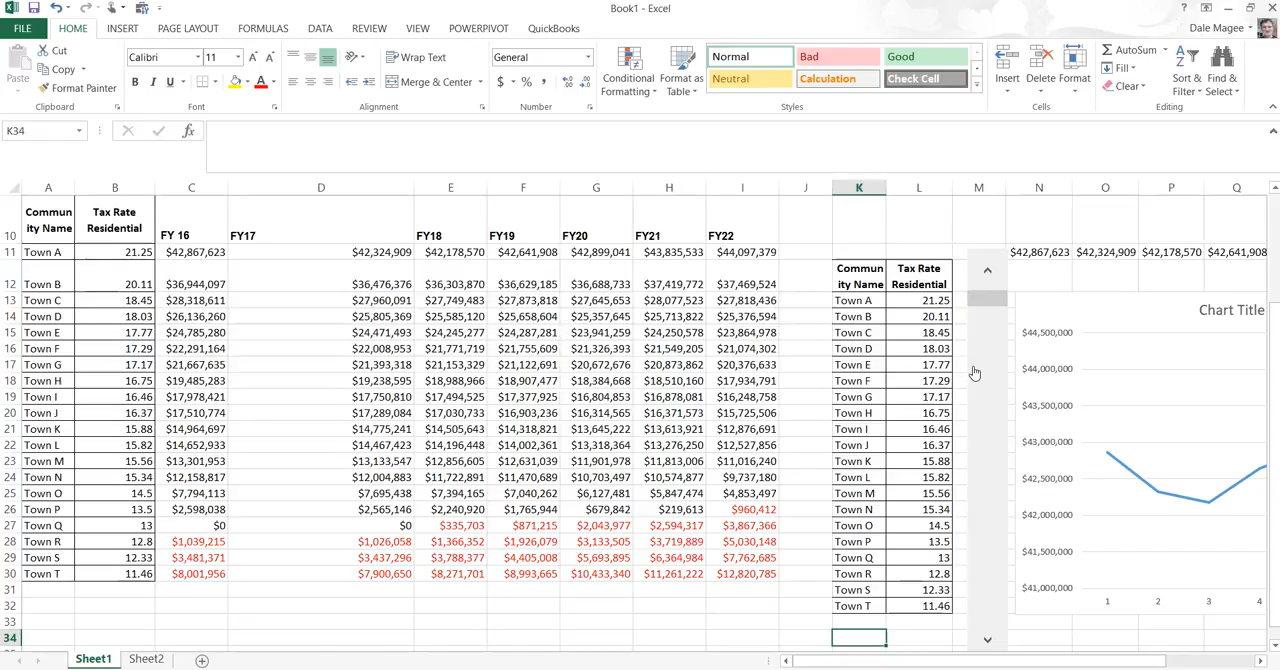 Book1 - Excel
FILE HOME INSERT PAGE LAYOUT FORMULAS DATA REVIEW VIEW POWERPIVOT QuickBooks Dale Magee
Paste Cut Copy Format Painter Clipboard
Calibri 11 B I U Font
Wrap Text Merge & Center Alignment
General $ % , Number
Conditional Formatting Format as Table
Normal Bad Good
Neutral Calculation Check Cell
Styles
Insert Delete Format Cells
AutoSum Fill Clear Sort & Filter Find & Select Editing
K34 fx
A B C D E F G H I J K L M N O P Q
10 Commun ity Name Tax Rate Residential FY 16 FY17 FY18 FY19 FY20 FY21 FY22
11 Town A 21.25 $42,867,623 $42,324,909 $42,178,570 $42,641,908 $42,899,041 $43,835,533 $44,097,379 $42,867,623 $42,324,909 $42,178,570 $42,641,908
12 Town B 20.11 $36,944,097 $36,476,376 $36,303,870 $36,629,185 $36,688,733 $37,419,772 $37,469,524 Commun ity Name Tax Rate Residential
13 Town C 18.45 $28,318,611 $27,960,091 $27,749,483 $27,873,818 $27,645,653 $28,077,523 $27,818,436 Town A 21.25
14 Town D 18.03 $26,136,260 $25,805,369 $25,585,120 $25,658,604 $25,357,645 $25,713,822 $25,376,594 Town B 20.11
15 Town E 17.77 $24,785,280 $24,471,493 $24,245,277 $24,287,281 $23,941,259 $24,250,578 $23,864,978 Town C 18.45
16 Town F 17.29 $22,291,164 $22,008,953 $21,771,719 $21,755,609 $21,326,393 $21,549,205 $21,074,302 Town D 18.03
17 Town G 17.17 $21,667,635 $21,393,318 $21,153,329 $21,122,691 $20,672,676 $20,873,862 $20,376,633 Town E 17.77
18 Town H 16.75 $19,485,283 $19,238,595 $18,988,966 $18,907,477 $18,384,668 $18,510,160 $17,934,791 Town F 17.29
19 Town I 16.46 $17,978,421 $17,750,810 $17,494,525 $17,377,925 $16,804,853 $16,878,081 $16,248,758 Town G 17.17
20 Town J 16.37 $17,510,774 $17,289,084 $17,030,733 $16,903,236 $16,314,565 $16,371,573 $15,725,506 Town H 16.75
21 Town K 15.88 $14,964,697 $14,775,241 $14,505,643 $14,318,821 $13,645,222 $13,613,921 $12,876,691 Town I 16.46
22 Town L 15.82 $14,652,933 $14,467,423 $14,196,448 $14,002,361 $13,318,364 $13,276,250 $12,527,856 Town J 16.37
23 Town M 15.56 $13,301,953 $13,133,547 $12,856,605 $12,631,039 $11,901,978 $11,813,006 $11,016,240 Town K 15.88
24 Town N 15.34 $12,158,817 $12,004,883 $11,722,891 $11,470,689 $10,703,497 $10,574,877 $9,737,180 Town L 15.82
25 Town O 14.5 $7,794,113 $7,695,438 $7,394,165 $7,040,262 $6,127,481 $5,847,474 $4,853,497 Town M 15.56
26 Town P 13.5 $2,598,038 $2,565,146 $2,240,920 $1,765,944 $679,842 $219,613 $960,412 Town N 15.34
27 Town Q 13 $0 $0 $335,703 $871,215 $2,043,977 $2,594,317 $3,867,366 Town O 14.5
28 Town R 12.8 $1,039,215 $1,026,058 $1,366,352 $1,926,079 $3,133,505 $3,719,889 $5,030,148 Town P 13.5
29 Town S 12.33 $3,481,371 $3,437,296 $3,788,377 $4,405,008 $5,693,895 $6,364,984 $7,762,685 Town Q 13
30 Town T 11.46 $8,001,956 $7,900,650 $8,271,701 $8,993,665 $10,433,340 $11,261,222 $12,820,785 Town R 12.8
31 Town S 12.33
32 Town T 11.46
33
34
Chart Title
$44,500,000
$44,000,000
$43,500,000
$43,000,000
$42,500,000
$42,000,000
$41,500,000
$41,000,000
1 2 3 4
Sheet1 Sheet2